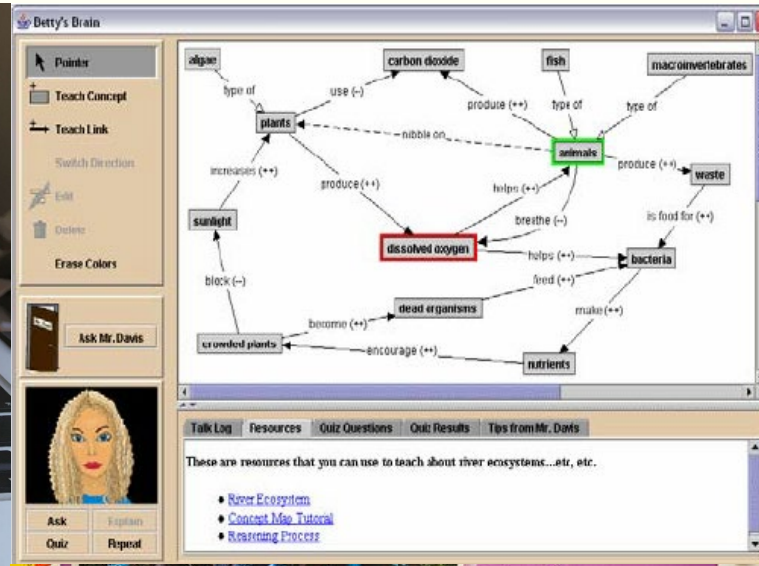 Betty's Brain
Pointer
Teach Concept
Teach Link
Switch Direction
Edit
Delete
Erase Colors
Ask Mr. Davis
Ask
Explain
Quiz
Repeat
algae
carbon dioxide
fish
macroinvertebrates
type of
use (--)
produce (++)
type of
type of
plants
nibble on
animals
produce (++)
waste
increases (++)
produce (++)
helps (++)
breathe (--)
is food for (++)
sunlight
dissolved oxygen
helps (++)
bacteria
block (--)
feed (++)
dead organisms
make (++)
become (++)
crowded plants
encourage (++)
nutrients
Talk Log
Resources
Quiz Questions
Quiz Results
Tips from Mr. Davis
These are resources that you can use to teach about river ecosystems...etc, etc.
River Ecosystem
Concept Map Tutorial
Reasoning Process